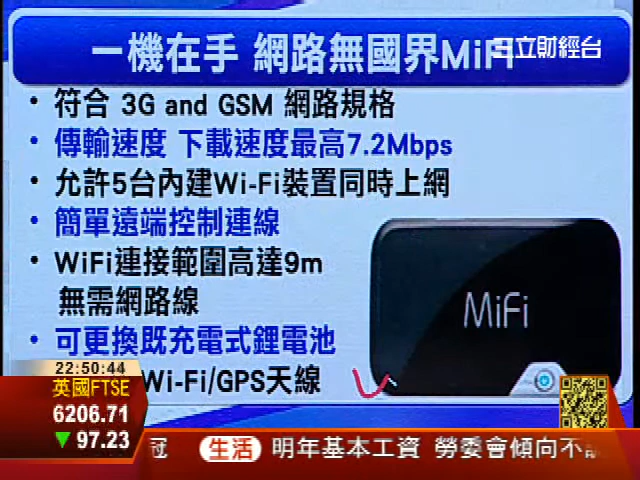 一機在手 網路無國界MiFi
三立財經台
• 符合 3G and GSM 網路規格
• 傳輸速度 下載速度最高7.2Mbps
• 允許5台內建Wi-Fi裝置同時上網
• 簡單遠端控制連線
• WiFi連接範圍高達9m
無需網路線
• 可更換既充電式鋰電池
Wi-Fi/GPS天線
MiFi
22:50:44
英國FTSE
6206.71
▼ 97.23
冠 生活 明年基本工資 勞委會傾向不